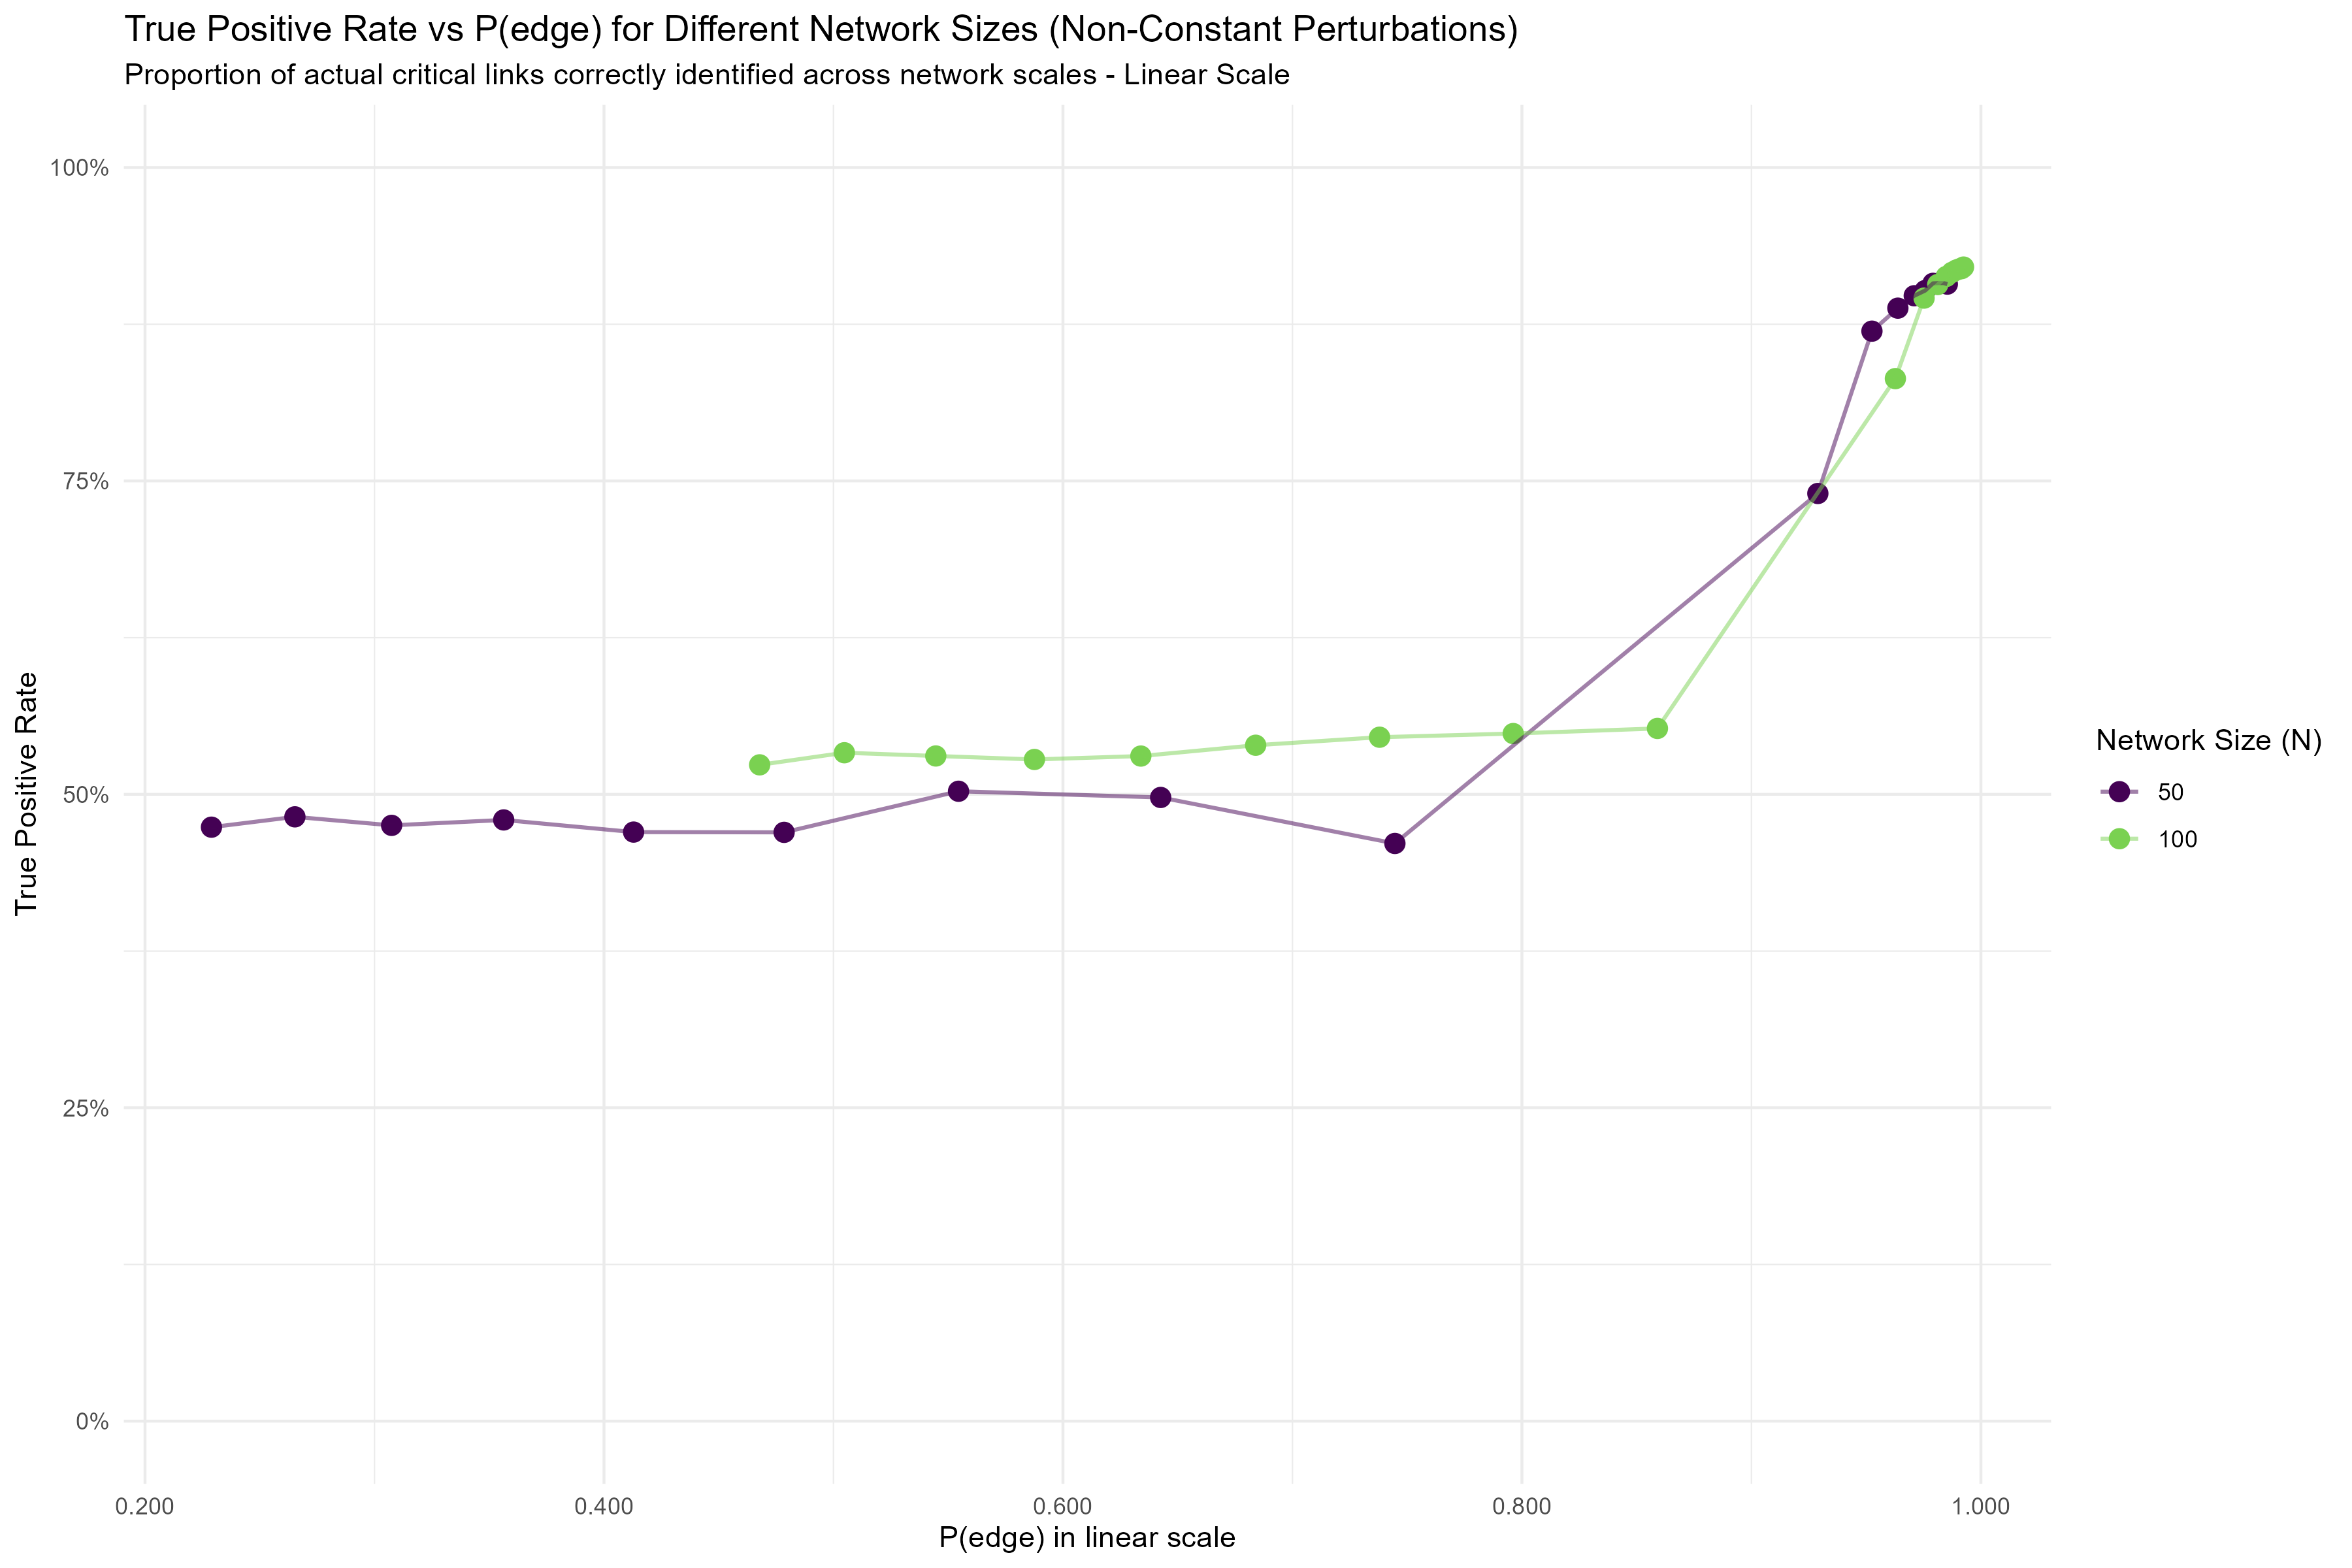 True Positive Rate vs P(edge) for Different Network Sizes (Non-Constant Perturbations)
Proportion of actual critical links correctly identified across network scales - Linear Scale
True Positive Rate
100%
75%
50%
25%
0%
0.200
0.400
0.600
0.800
1.000
P(edge) in linear scale
Network Size (N)
50
100